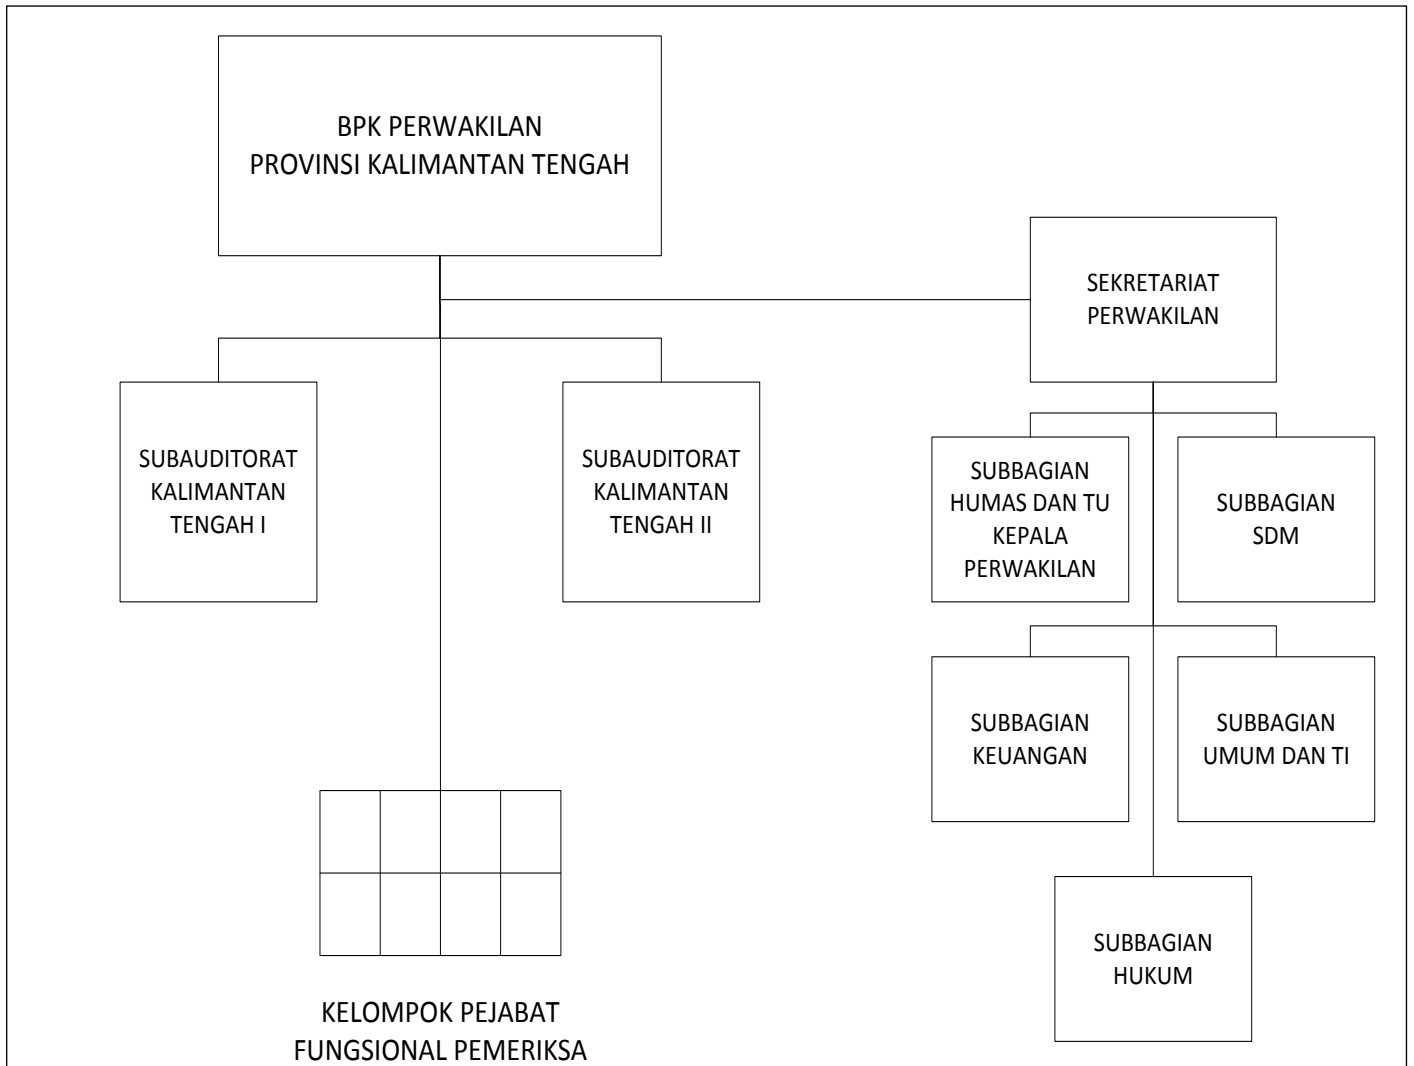 BPK PERWAKILAN
PROVINSI KALIMANTAN TENGAH
SEKRETARIAT
PERWAKILAN
SUBAUDITORAT
KALIMANTAN
TENGAH I
SUBAUDITORAT
KALIMANTAN
TENGAH II
SUBBAGIAN
HUMAS DAN TU
KEPALA
PERWAKILAN
SUBBAGIAN
SDM
SUBBAGIAN
KEUANGAN
SUBBAGIAN
UMUM DAN TI
SUBBAGIAN
HUKUM
KELOMPOK PEJABAT
FUNGSIONAL PEMERIKSA